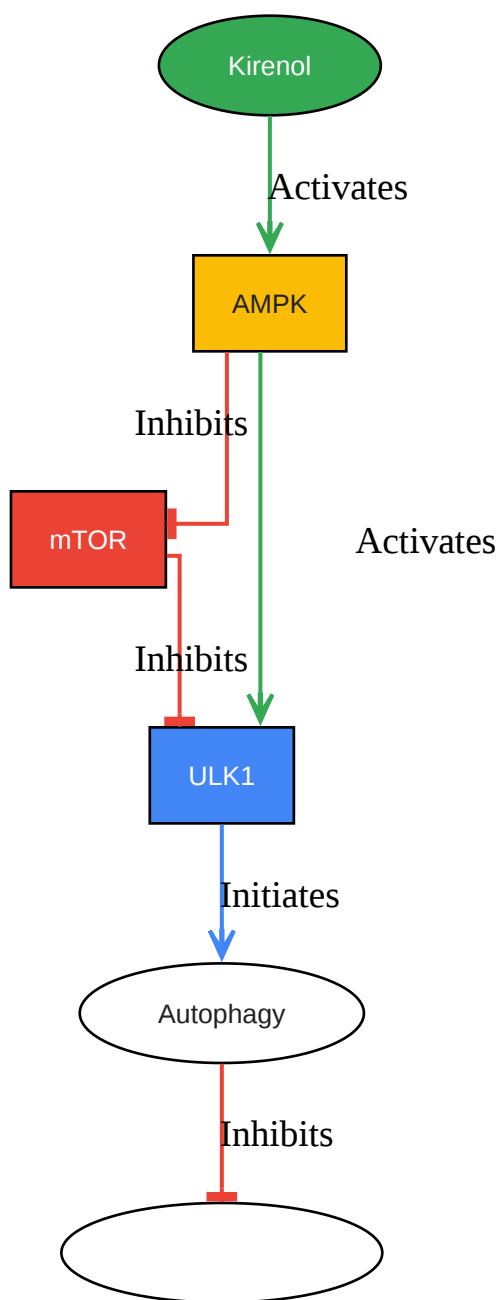 Kirenol
Activates
AMPK
Inhibits
mTOR
Activates
Inhibits
ULK1
Initiates
Autophagy
Inhibits